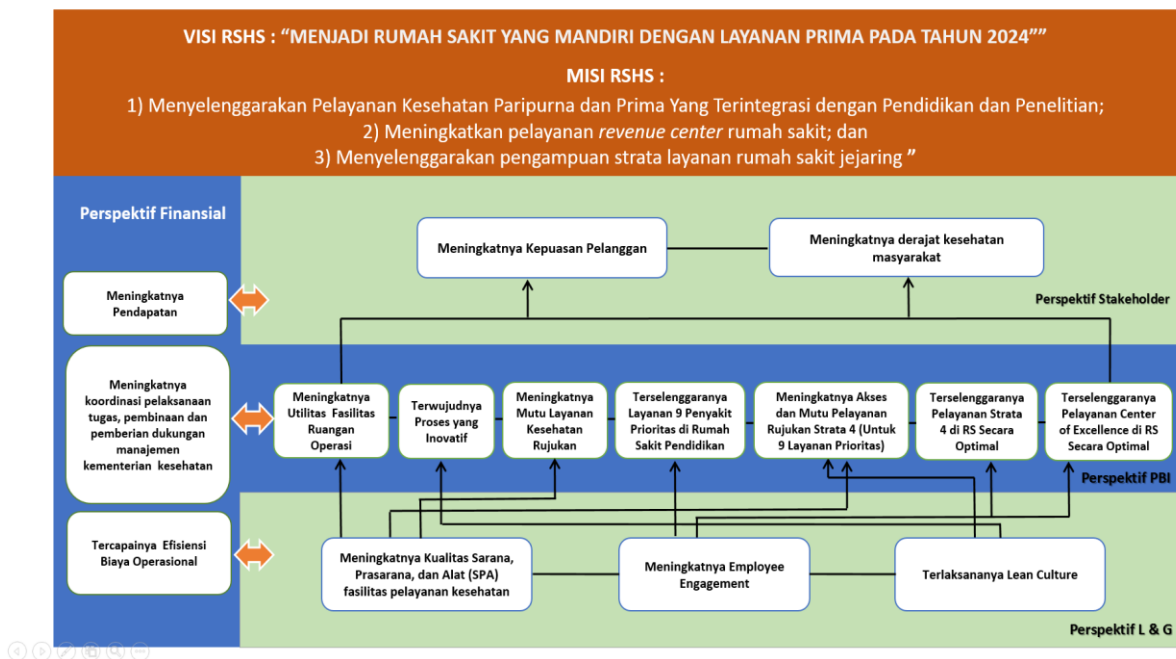 VISI RSHS : “MENJADI RUMAH SAKIT YANG MANDIRI DENGAN LAYANAN PRIMA PADA TAHUN 2024””
MISI RSHS :
1) Menyelenggarakan Pelayanan Kesehatan Paripurna dan Prima Yang Terintegrasi dengan Pendidikan dan Penelitian;
2) Meningkatkan pelayanan revenue center rumah sakit; dan
3) Menyelenggarakan pengampuan strata layanan rumah sakit jejaring ”
Perspektif Finansial
Meningkatnya
Pendapatan
Meningkatnya
koordinasi pelaksanaan
tugas, pembinaan dan
pemberian dukungan
manajemen
kementerian kesehatan
Tercapainya Efisiensi
Biaya Operasional
Meningkatnya Kepuasan Pelanggan
Meningkatnya derajat kesehatan
masyarakat
Perspektif Stakeholder
Meningkatnya
Utilitas Fasilitas
Ruangan
Operasi
Terwujudnya
Proses yang
Inovatif
Meningkatnya
Mutu Layanan
Kesehatan
Rujukan
Terselenggaranya
Layanan 9 Penyakit
Prioritas di Rumah
Sakit Pendidikan
Meningkatnya Akses
dan Mutu Pelayanan
Rujukan Strata 4 (Untuk
9 Layanan Prioritas)
Terselenggaranya
Pelayanan Strata
4 di RS Secara
Optimal
Terselenggaranya
Pelayanan Center
of Excellence di RS
Secara Optimal
Perspektif PBI
Meningkatnya Kualitas Sarana,
Prasarana, dan Alat (SPA)
fasilitas pelayanan kesehatan
Meningkatnya Employee
Engagement
Terlaksananya Lean Culture
Perspektif L & G